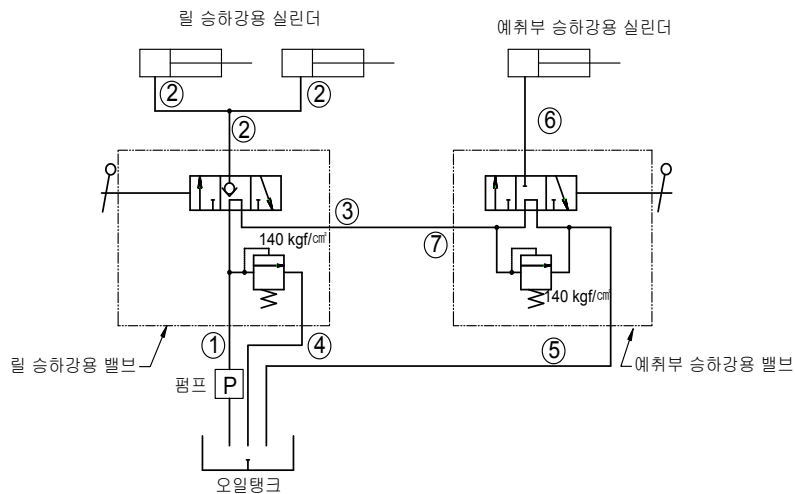 릴 승하강용 실린더
예취부 승하강용 실린더
②
②
②
⑥
③
⑦
140 kgf/㎠
140 kgf/㎠
①
④
⑤
릴 승하강용 밸브
예취부 승하강용 밸브
펌프
P
오일탱크